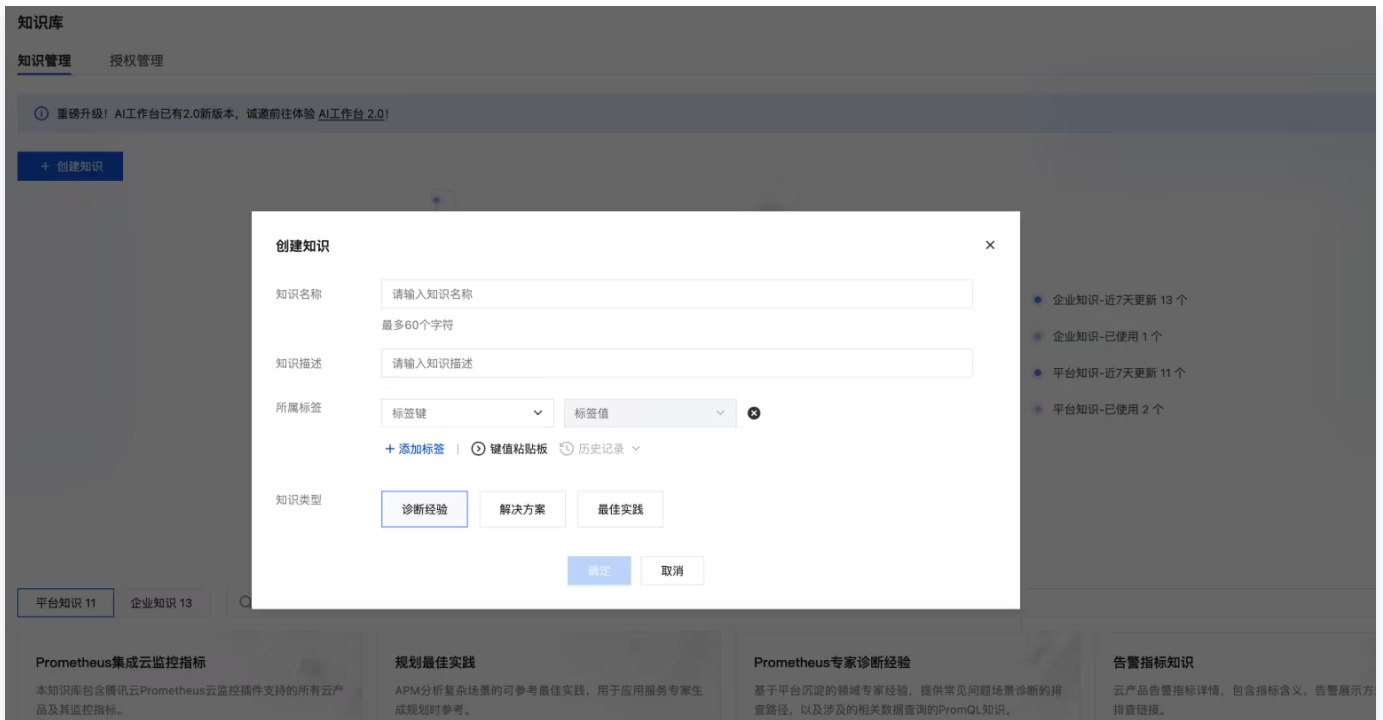 知识库
知识管理 授权管理
重磅升级！AI工作台已有2.0新版本，诚邀前往体验 AI工作台 2.0！
+ 创建知识
创建知识
知识名称 请输入知识名称
最多60个字符
知识描述 请输入知识描述
所属标签 标签键 标签值
+ 添加标签 | 键值粘贴板 历史记录
知识类型 诊断经验 解决方案 最佳实践
确定 取消
企业知识-近7天更新 13 个
企业知识-已使用 1 个
平台知识-近7天更新 11 个
平台知识-已使用 2 个
平台知识 11 企业知识 13
Prometheus集成云监控指标
本知识库包含腾讯云Prometheus云监控插件支持的所有云产
品及其监控指标。
规划最佳实践
APM分析复杂场景的可参考最佳实践，用于应用服务专家生
成规划时参考。
Prometheus专家诊断经验
基于平台沉淀的领域专家经验，提供常见问题场景诊断的排
查路径，以及涉及的相关数据查询的PromQL知识。
告警指标知识
云产品告警指标详情，包含指标含义，告警展示方
排查链接。